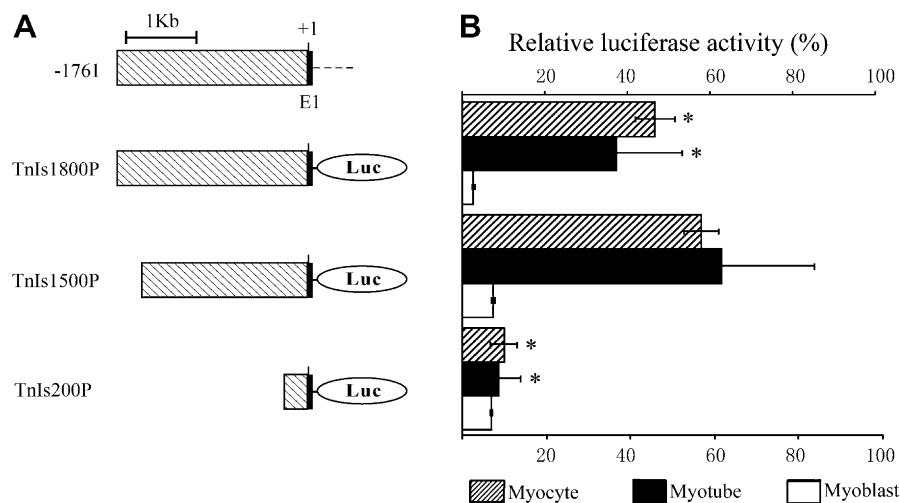 A
1Kb
+1
-1761
E1
TnIs1800P
Luc
TnIs1500P
Luc
TnIs200P
Luc
B
Relative luciferase activity (%)
20 40 60 80 100
*
*
*
*
20 40 60 80 100
Myocyte Myotube Myoblast